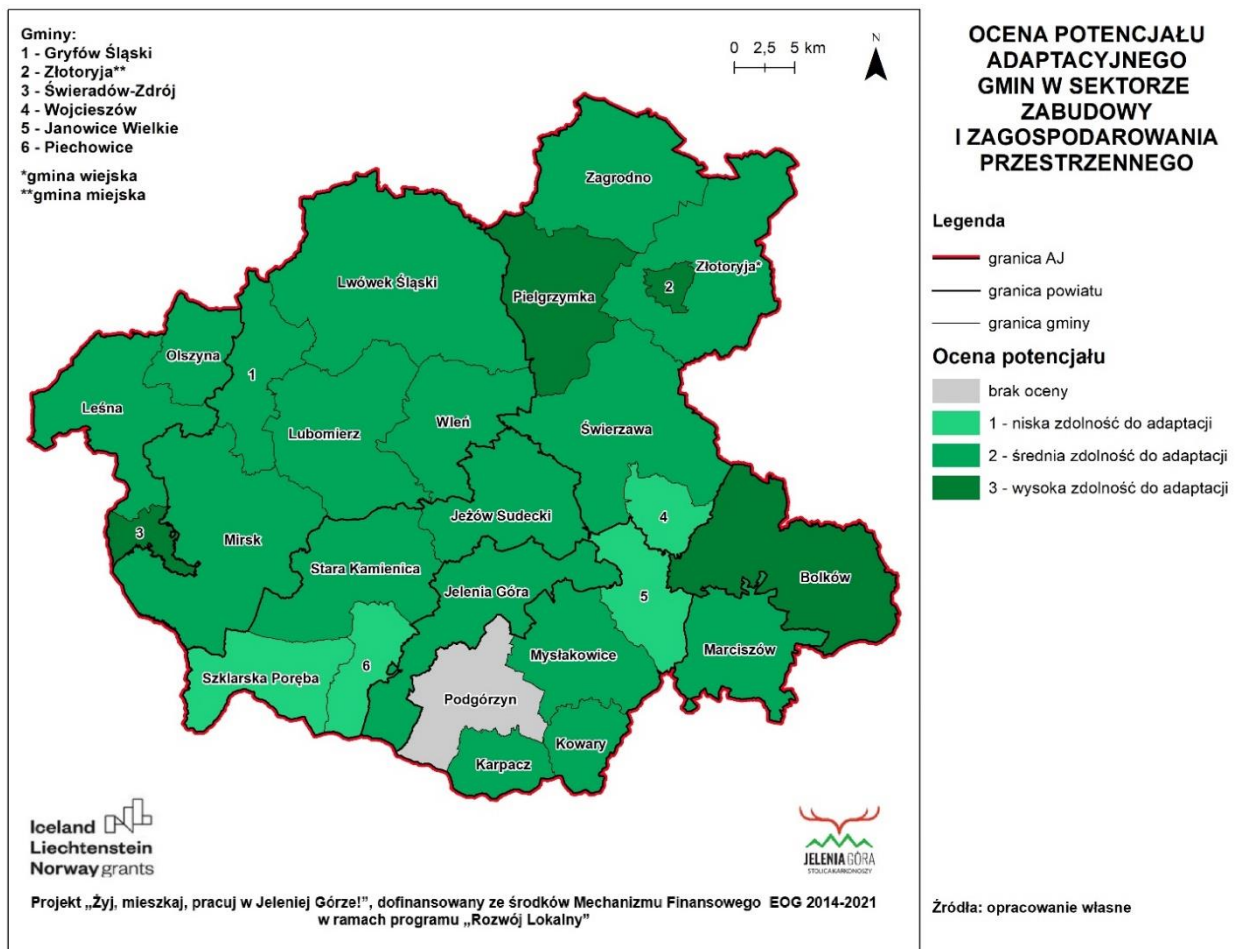 Gminy:
1 - Gryfów Śląski
2 - Złotoryja**
3 - Świeradów-Zdrój
4 - Wojcieszów
5 - Janowice Wielkie
6 - Piechowice
*gmina wiejska
**gmina miejska
0 2,5 5 km
N
Zagrodno
Złotoryja*
2
Pielgrzymka
Lwówek Śląski
Olszyna
1
Leśna
Lubomierz
Wleń
Świerzawa
4
Jeżów Sudecki
3
Mirsk
Stara Kamienica
Jelenia Góra
Bolków
5
Marciszów
Mysłakowice
6
Szklarska Poręba
Podgórzyn
Kowary
Karpacz
Iceland
Liechtenstein
Norway grants
JELENIA GÓRA
STOLICA KARKONOSZY
Projekt „Żyj, mieszkaj, pracuj w Jeleniej Górze!”, dofinansowany ze środków Mechanizmu Finansowego EOG 2014-2021
w ramach programu „Rozwój Lokalny”
OCENA POTENCJAŁU
ADAPTACYJNEGO
GMIN W SEKTORZE
ZABUDOWY
I ZAGOSPODAROWANIA
PRZESTRZENNEGO
Legenda
granica AJ
granica powiatu
granica gminy
Ocena potencjału
brak oceny
1 - niska zdolność do adaptacji
2 - średnia zdolność do adaptacji
3 - wysoka zdolność do adaptacji
Źródła: opracowanie własne